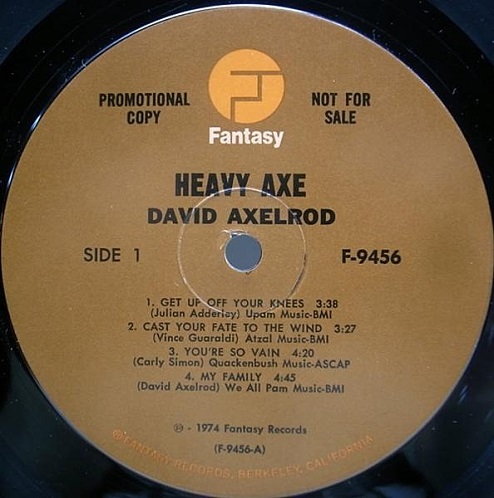 PROMOTIONAL COPY
NOT FOR SALE
Fantasy
HEAVY AXE
DAVID AXELROD
SIDE 1
F-9456
1. GET UP OFF YOUR KNEES 3:38
(Julian Adderley) Upam Music-BMI
2. CAST YOUR FATE TO THE WIND 3:27
(Vince Guaraldi) Atzal Music-BMI
3. YOU'RE SO VAIN 4:20
(Carly Simon) Quackenbush Music-ASCAP
4. MY FAMILY 4:45
(David Axelrod) We All Pam Music-BMI
℗ - 1974 Fantasy Records
(F-9456-A)
®FANTASY RECORDS, BERKELEY, CALIFORNIA